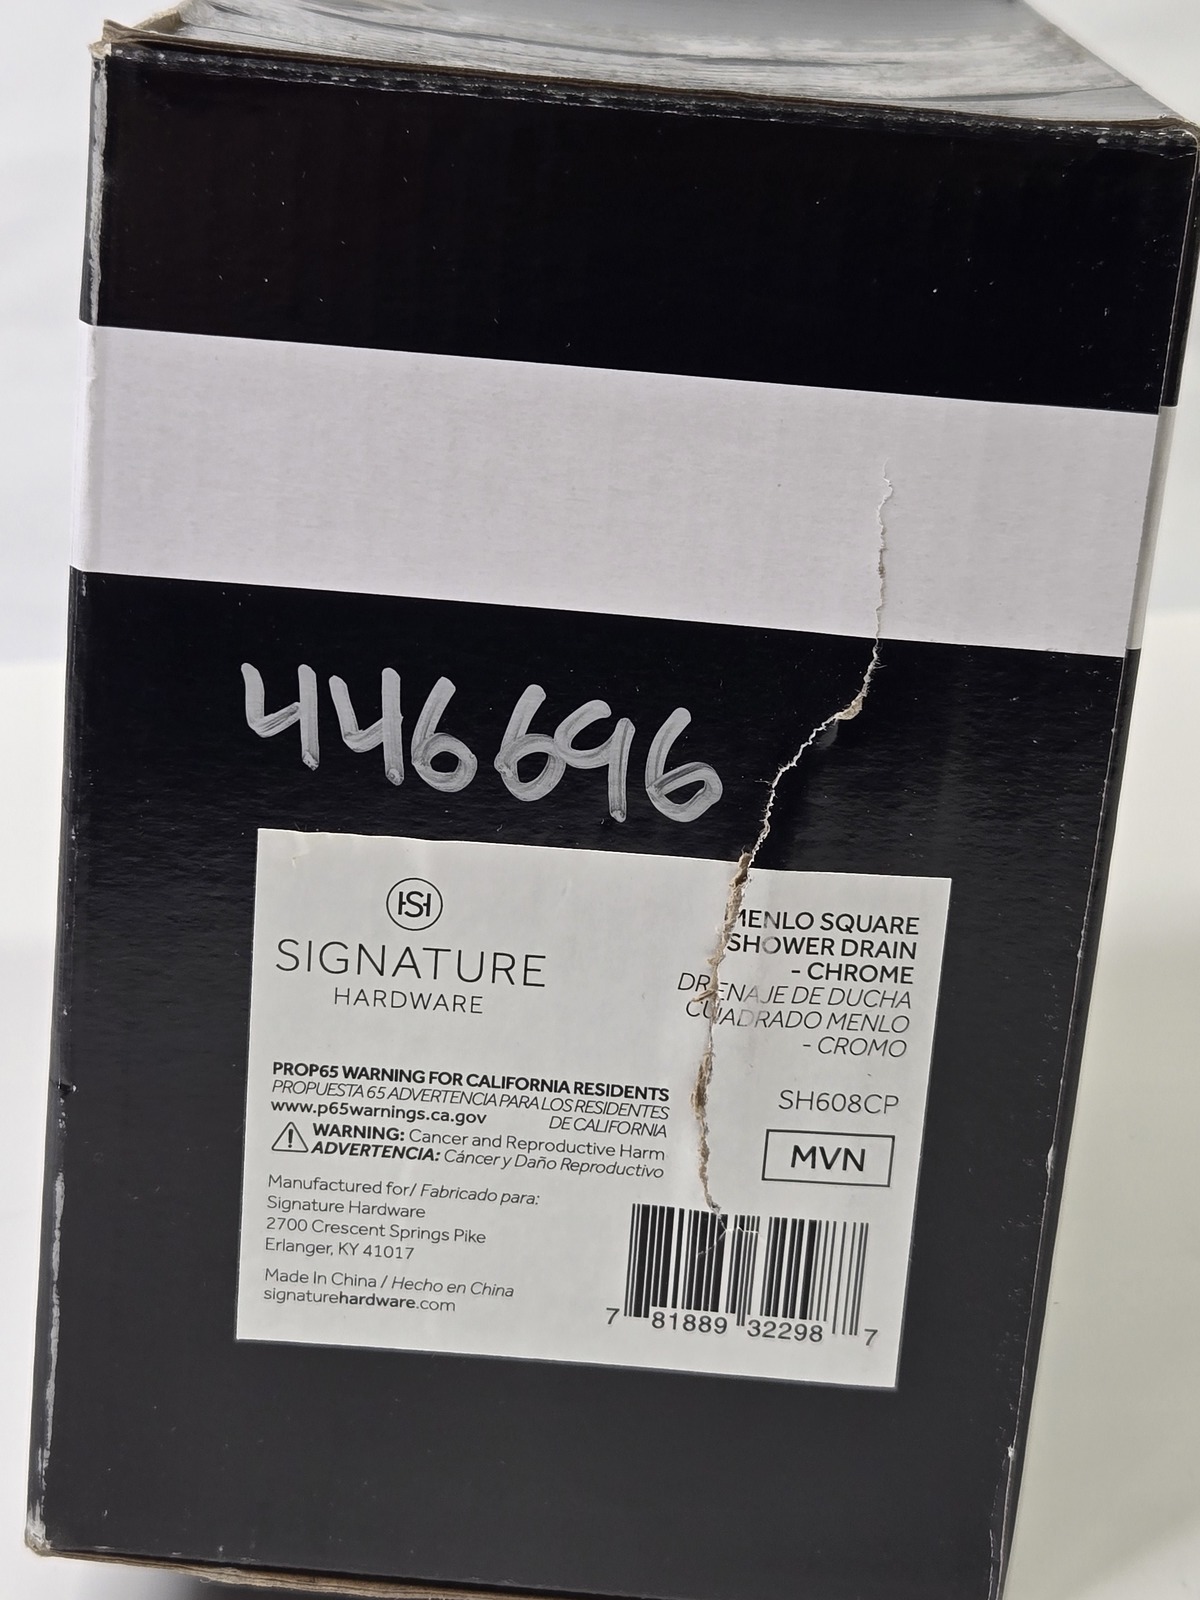 446696
SH
SIGNATURE
HARDWARE
MENLO SQUARE
SHOWER DRAIN
- CHROME
DRENAJE DE DUCHA
CUADRADO MENLO
- CROMO
SH608CP
MVN
PROP65 WARNING FOR CALIFORNIA RESIDENTS
PROPUESTA 65 ADVERTENCIA PARA LOS RESIDENTES
DE CALIFORNIA
www.p65warnings.ca.gov
WARNING: Cancer and Reproductive Harm
ADVERTENCIA: Cáncer y Daño Reproductivo
Manufactured for/ Fabricado para:
Signature Hardware
2700 Crescent Springs Pike
Erlanger, KY 41017
Made In China / Hecho en China
signaturehardware.com
7 81889 32298 7